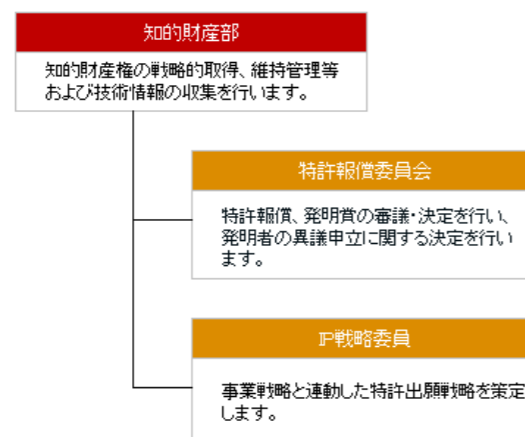 知的財産部
知的財産権の戦略的取得、維持管理等
および技術情報の収集を行います。
特許報償委員会
特許報償、発明賞の審議・決定を行い、
発明者の異議申立に関する決定を行い
ます。
IP戦略委員
事業戦略と連動した特許出願戦略を策定
します。